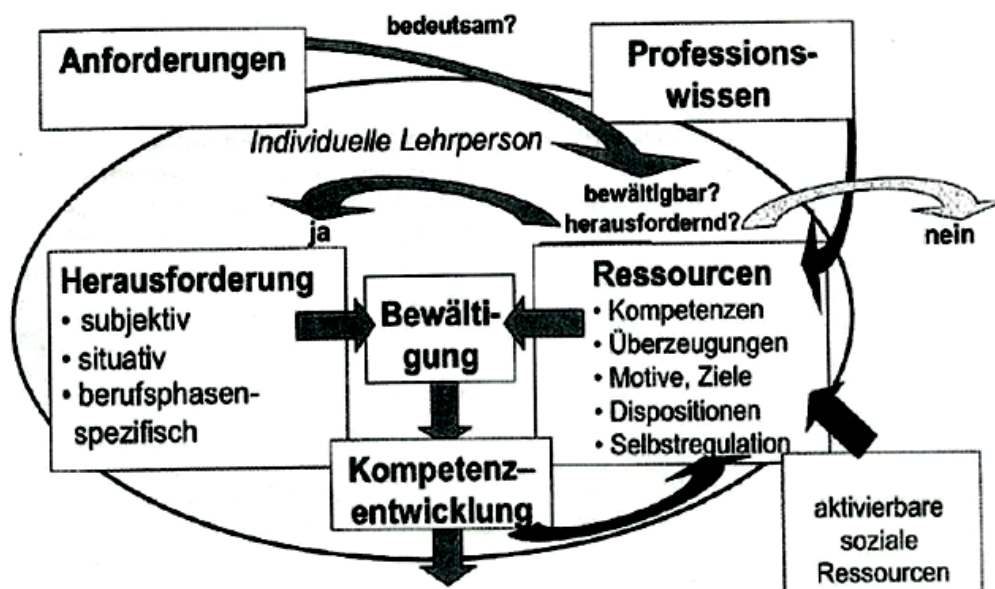 bedeutsam?
Anforderungen
Professions-
wissen
Individuelle Lehrperson
bewältigbar?
herausfordernd?
ja
nein
Herausforderung
• subjektiv
• situativ
• berufsphasen-
spezifisch
Bewälti-
gung
Ressourcen
• Kompetenzen
• Überzeugungen
• Motive, Ziele
• Dispositionen
• Selbstregulation
Kompetenz–
entwicklung
aktivierbare
soziale
Ressourcen